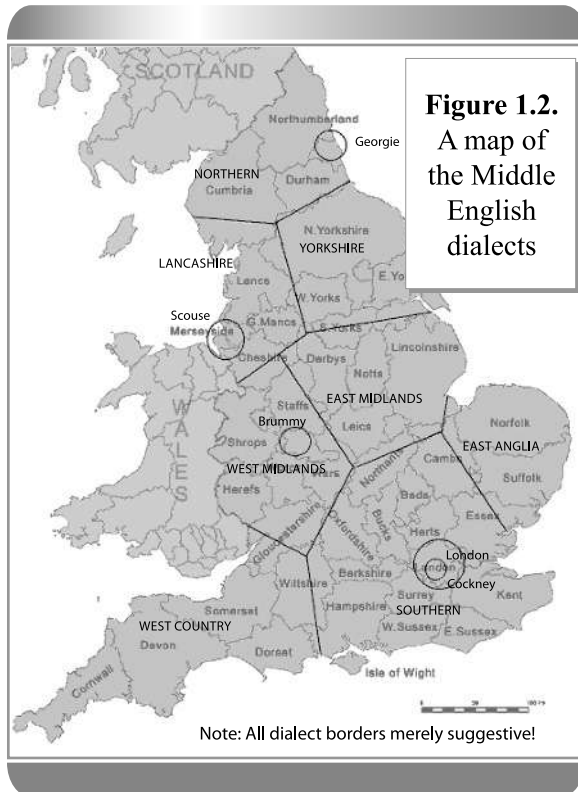 Figure 1.2.
A map of
the Middle
English
dialects
SCOTLAND
Northumberland
Georgie
NORTHERN
Cumbria
Durham
N.Yorkshire
YORKSHIRE
LANCASHIRE
Lancs
W.Yorks
E.Yo
Scouse
Merseyside
G.Mancs
S.Yorks
Cheshire
Derbys
Lincolnshire
Notts
WALES
Staffs
EAST MIDLANDS
Brummy
Leics
Norfolk
EAST ANGLIA
Shrops
WEST MIDLANDS
Wars
Northants
Cambs
Suffolk
Herefs
Beds
Essex
Gloucestershire
Oxfordshire
Bucks
Herts
London
London
Cockney
Wiltshire
Berkshire
Surrey
Kent
Hampshire
SOUTHERN
Somerset
WEST COUNTRY
W.Sussex
E.Sussex
Devon
Dorset
Cornwall
Isle of Wight
Note: All dialect borders merely suggestive!